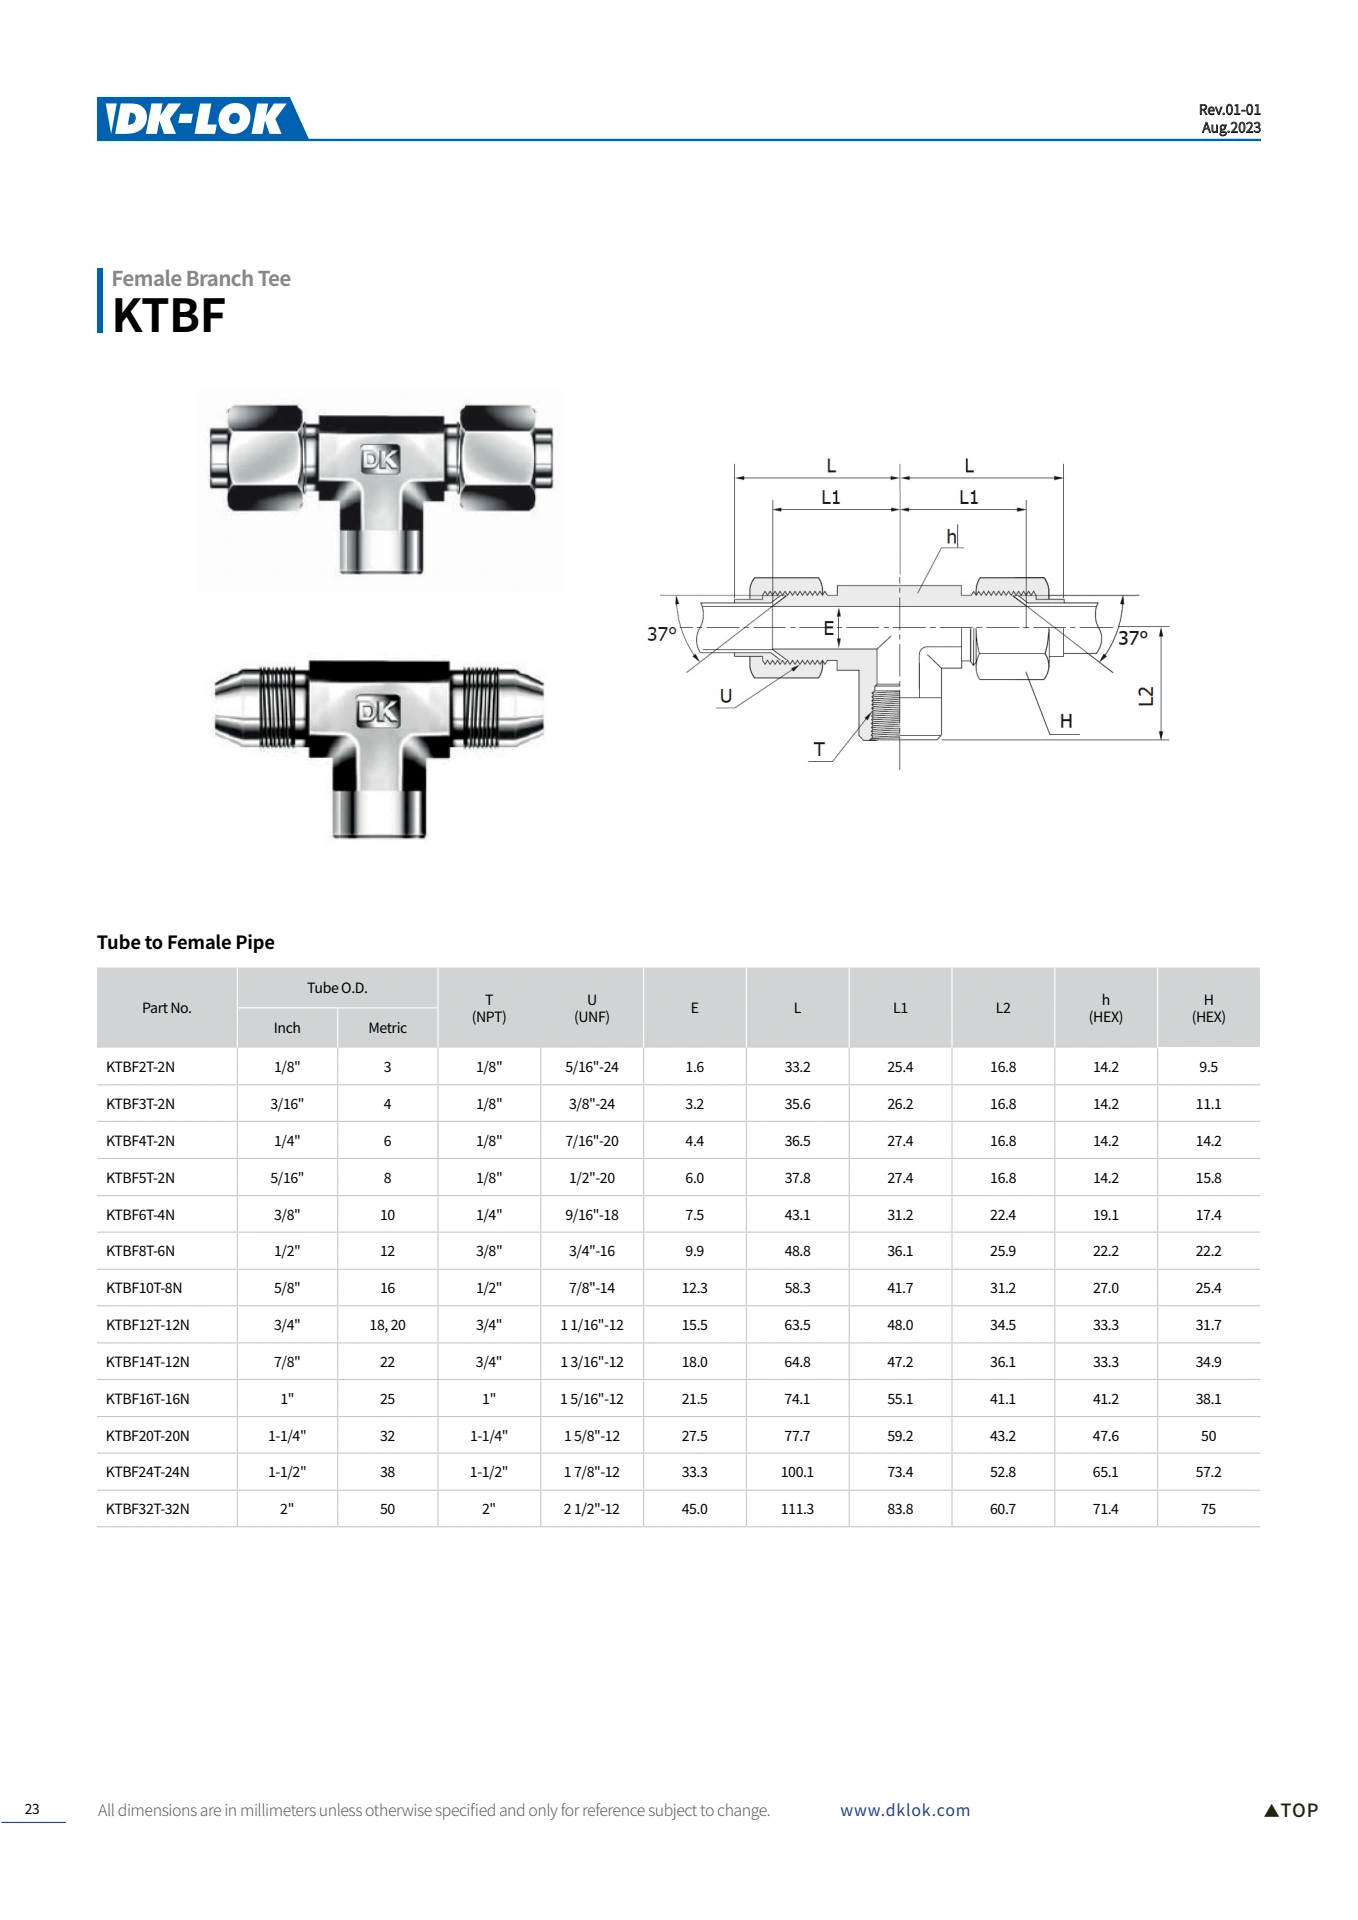 DK-LOK
Rev.01-01
Aug.2023
Female Branch Tee
KTBF
DK
DK
L L
L1 L1
h
37° E 37°
U
L2
H
T
Tube to Female Pipe
Part No. Tube O.D. T (NPT) U (UNF) E L L1 L2 h (HEX) H (HEX)
Inch Metric
KTBF2T-2N 1/8" 3 1/8" 5/16"-24 1.6 33.2 25.4 16.8 14.2 9.5
KTBF3T-2N 3/16" 4 1/8" 3/8"-24 3.2 35.6 26.2 16.8 14.2 11.1
KTBF4T-2N 1/4" 6 1/8" 7/16"-20 4.4 36.5 27.4 16.8 14.2 14.2
KTBF5T-2N 5/16" 8 1/8" 1/2"-20 6.0 37.8 27.4 16.8 14.2 15.8
KTBF6T-4N 3/8" 10 1/4" 9/16"-18 7.5 43.1 31.2 22.4 19.1 17.4
KTBF8T-6N 1/2" 12 3/8" 3/4"-16 9.9 48.8 36.1 25.9 22.2 22.2
KTBF10T-8N 5/8" 16 1/2" 7/8"-14 12.3 58.3 41.7 31.2 27.0 25.4
KTBF12T-12N 3/4" 18, 20 3/4" 1 1/16"-12 15.5 63.5 48.0 34.5 33.3 31.7
KTBF14T-12N 7/8" 22 3/4" 1 3/16"-12 18.0 64.8 47.2 36.1 33.3 34.9
KTBF16T-16N 1" 25 1" 1 5/16"-12 21.5 74.1 55.1 41.1 41.2 38.1
KTBF20T-20N 1-1/4" 32 1-1/4" 1 5/8"-12 27.5 77.7 59.2 43.2 47.6 50
KTBF24T-24N 1-1/2" 38 1-1/2" 1 7/8"-12 33.3 100.1 73.4 52.8 65.1 57.2
KTBF32T-32N 2" 50 2" 2 1/2"-12 45.0 111.3 83.8 60.7 71.4 75
23 All dimensions are in millimeters unless otherwise specified and only for reference subject to change. www.dklok.com ▲TOP